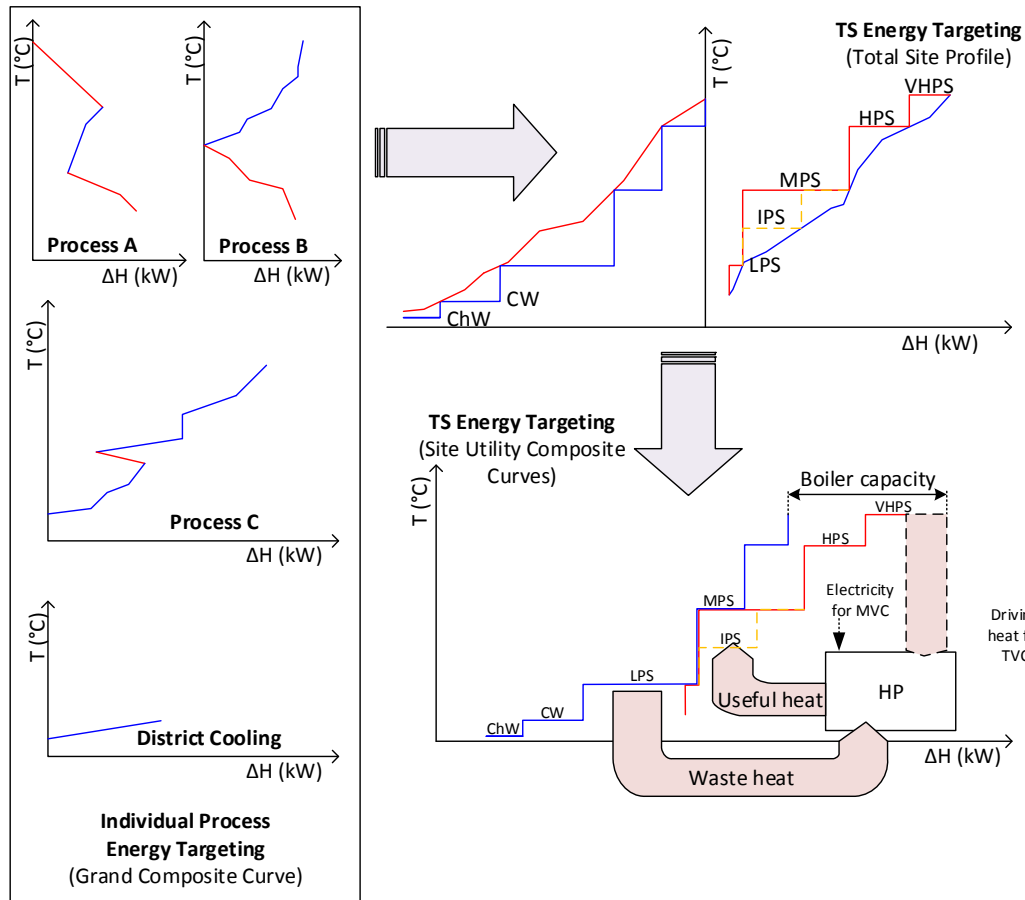 T (°C)
Process A
ΔH (kW)
T (°C)
Process B
ΔH (kW)
T (°C)
Process C
ΔH (kW)
T (°C)
District Cooling
ΔH (kW)
Individual Process
Energy Targeting
(Grand Composite Curve)
T (°C)
TS Energy Targeting
(Total Site Profile)
VHPS
HPS
MPS
IPS
LPS
CW
ChW
ΔH (kW)
TS Energy Targeting
(Site Utility Composite
Curves)
T (°C)
Boiler capacity
VHPS
HPS
MPS
Electricity
for MVC
IPS
LPS
CW
ChW
Useful heat
HP
Waste heat
ΔH (kW)